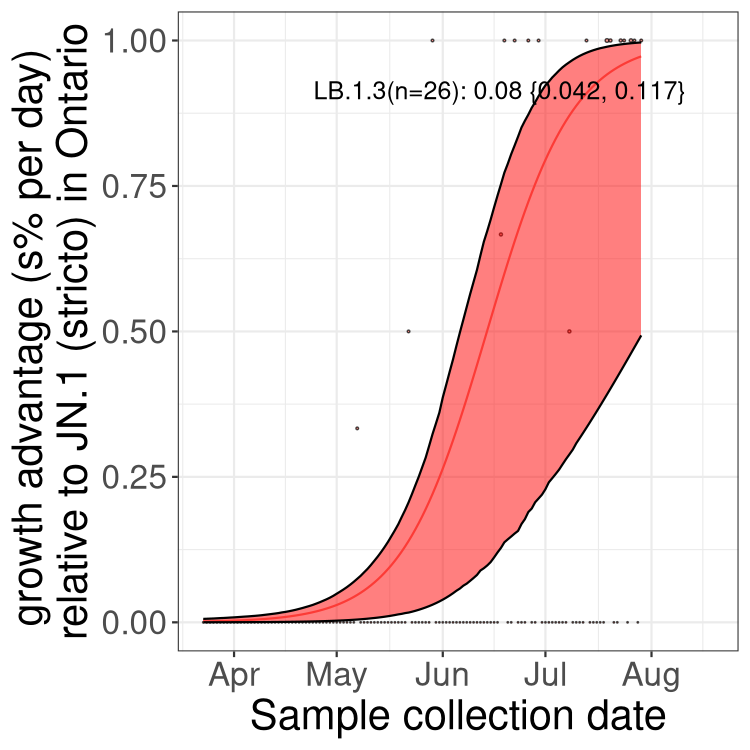 growth advantage (s% per day)
relative to JN.1 (stricto) in Ontario
1.00
0.75
0.50
0.25
0.00
LB.1.3(n=26): 0.08 {0.042, 0.117}
Apr May Jun Jul Aug
Sample collection date